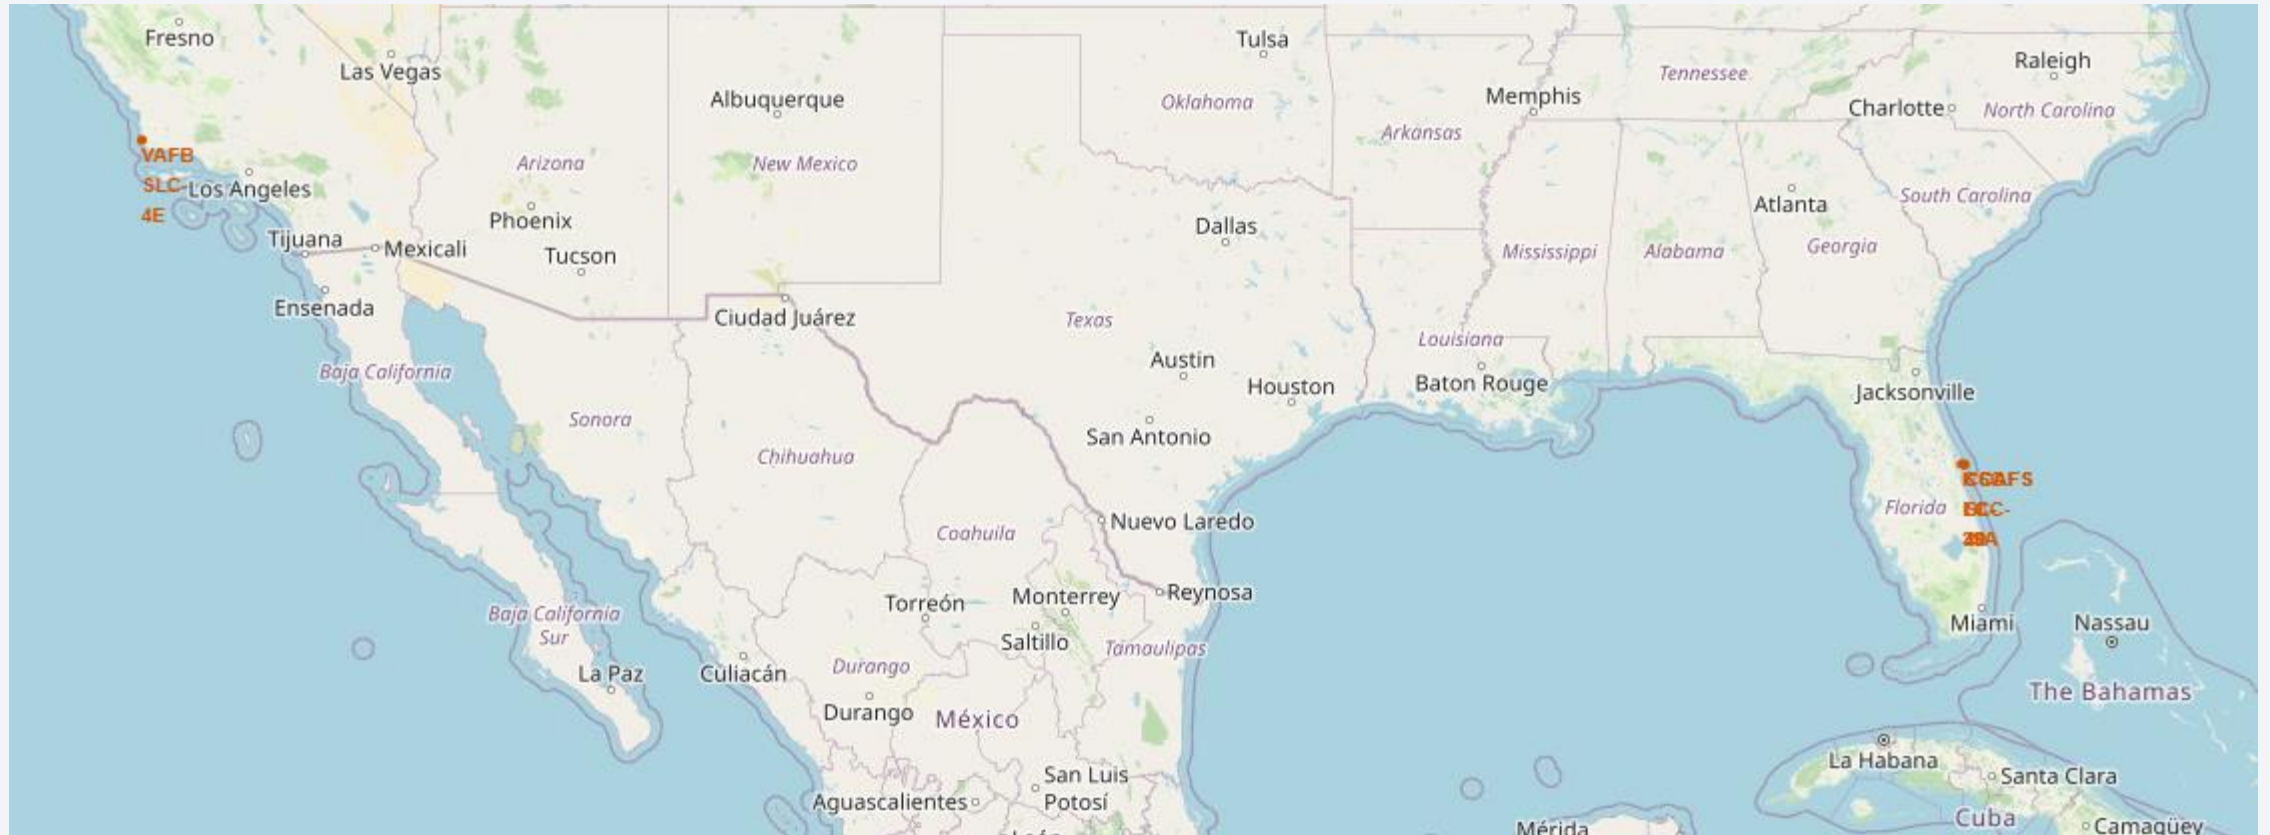 Fresno
Las Vegas
Tulsa
Raleigh
Tennessee
Albuquerque
Oklahoma
Memphis
Charlotte
North Carolina
Arkansas
VAFB
SLC-
4E
Arizona
New Mexico
Los Angeles
Phoenix
Atlanta
South Carolina
Dallas
Tijuana
Mexicali
Tucson
Mississippi
Alabama
Georgia
Ensenada
Ciudad Juárez
Texas
Louisiana
Austin
Baja California
Houston
Baton Rouge
Jacksonville
Sonora
San Antonio
Chihuahua
Florida
Coahuila
Nuevo Laredo
Reynosa
Monterrey
Torreón
Baja California
Sur
Saltillo
Tamaulipas
Miami
Nassau
La Paz
Culiacán
Durango
Durango
México
The Bahamas
La Habana
San Luis
Potosí
Santa Clara
Aguascalientes
Cuba
Camagüey
Mérida